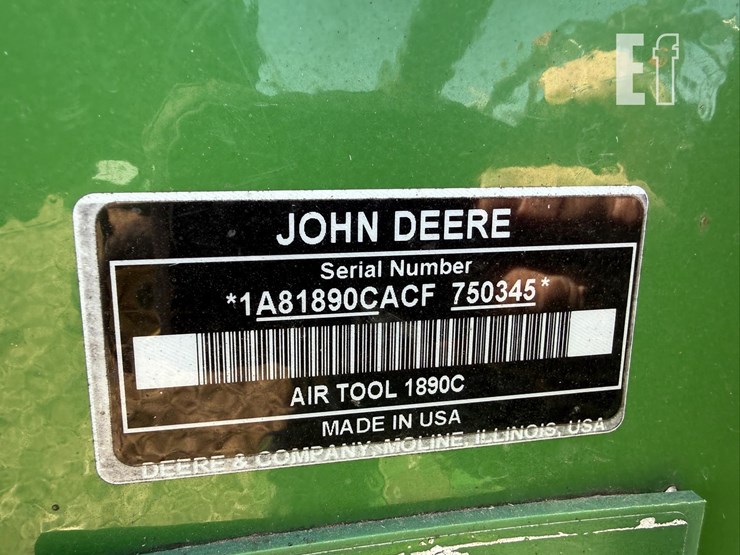 Ef
JOHN DEERE
Serial Number
*1A81890CACF 750345*
AIR TOOL 1890C
MADE IN USA
DEERE & COMPANY, MOLINE, ILLINOIS, USA